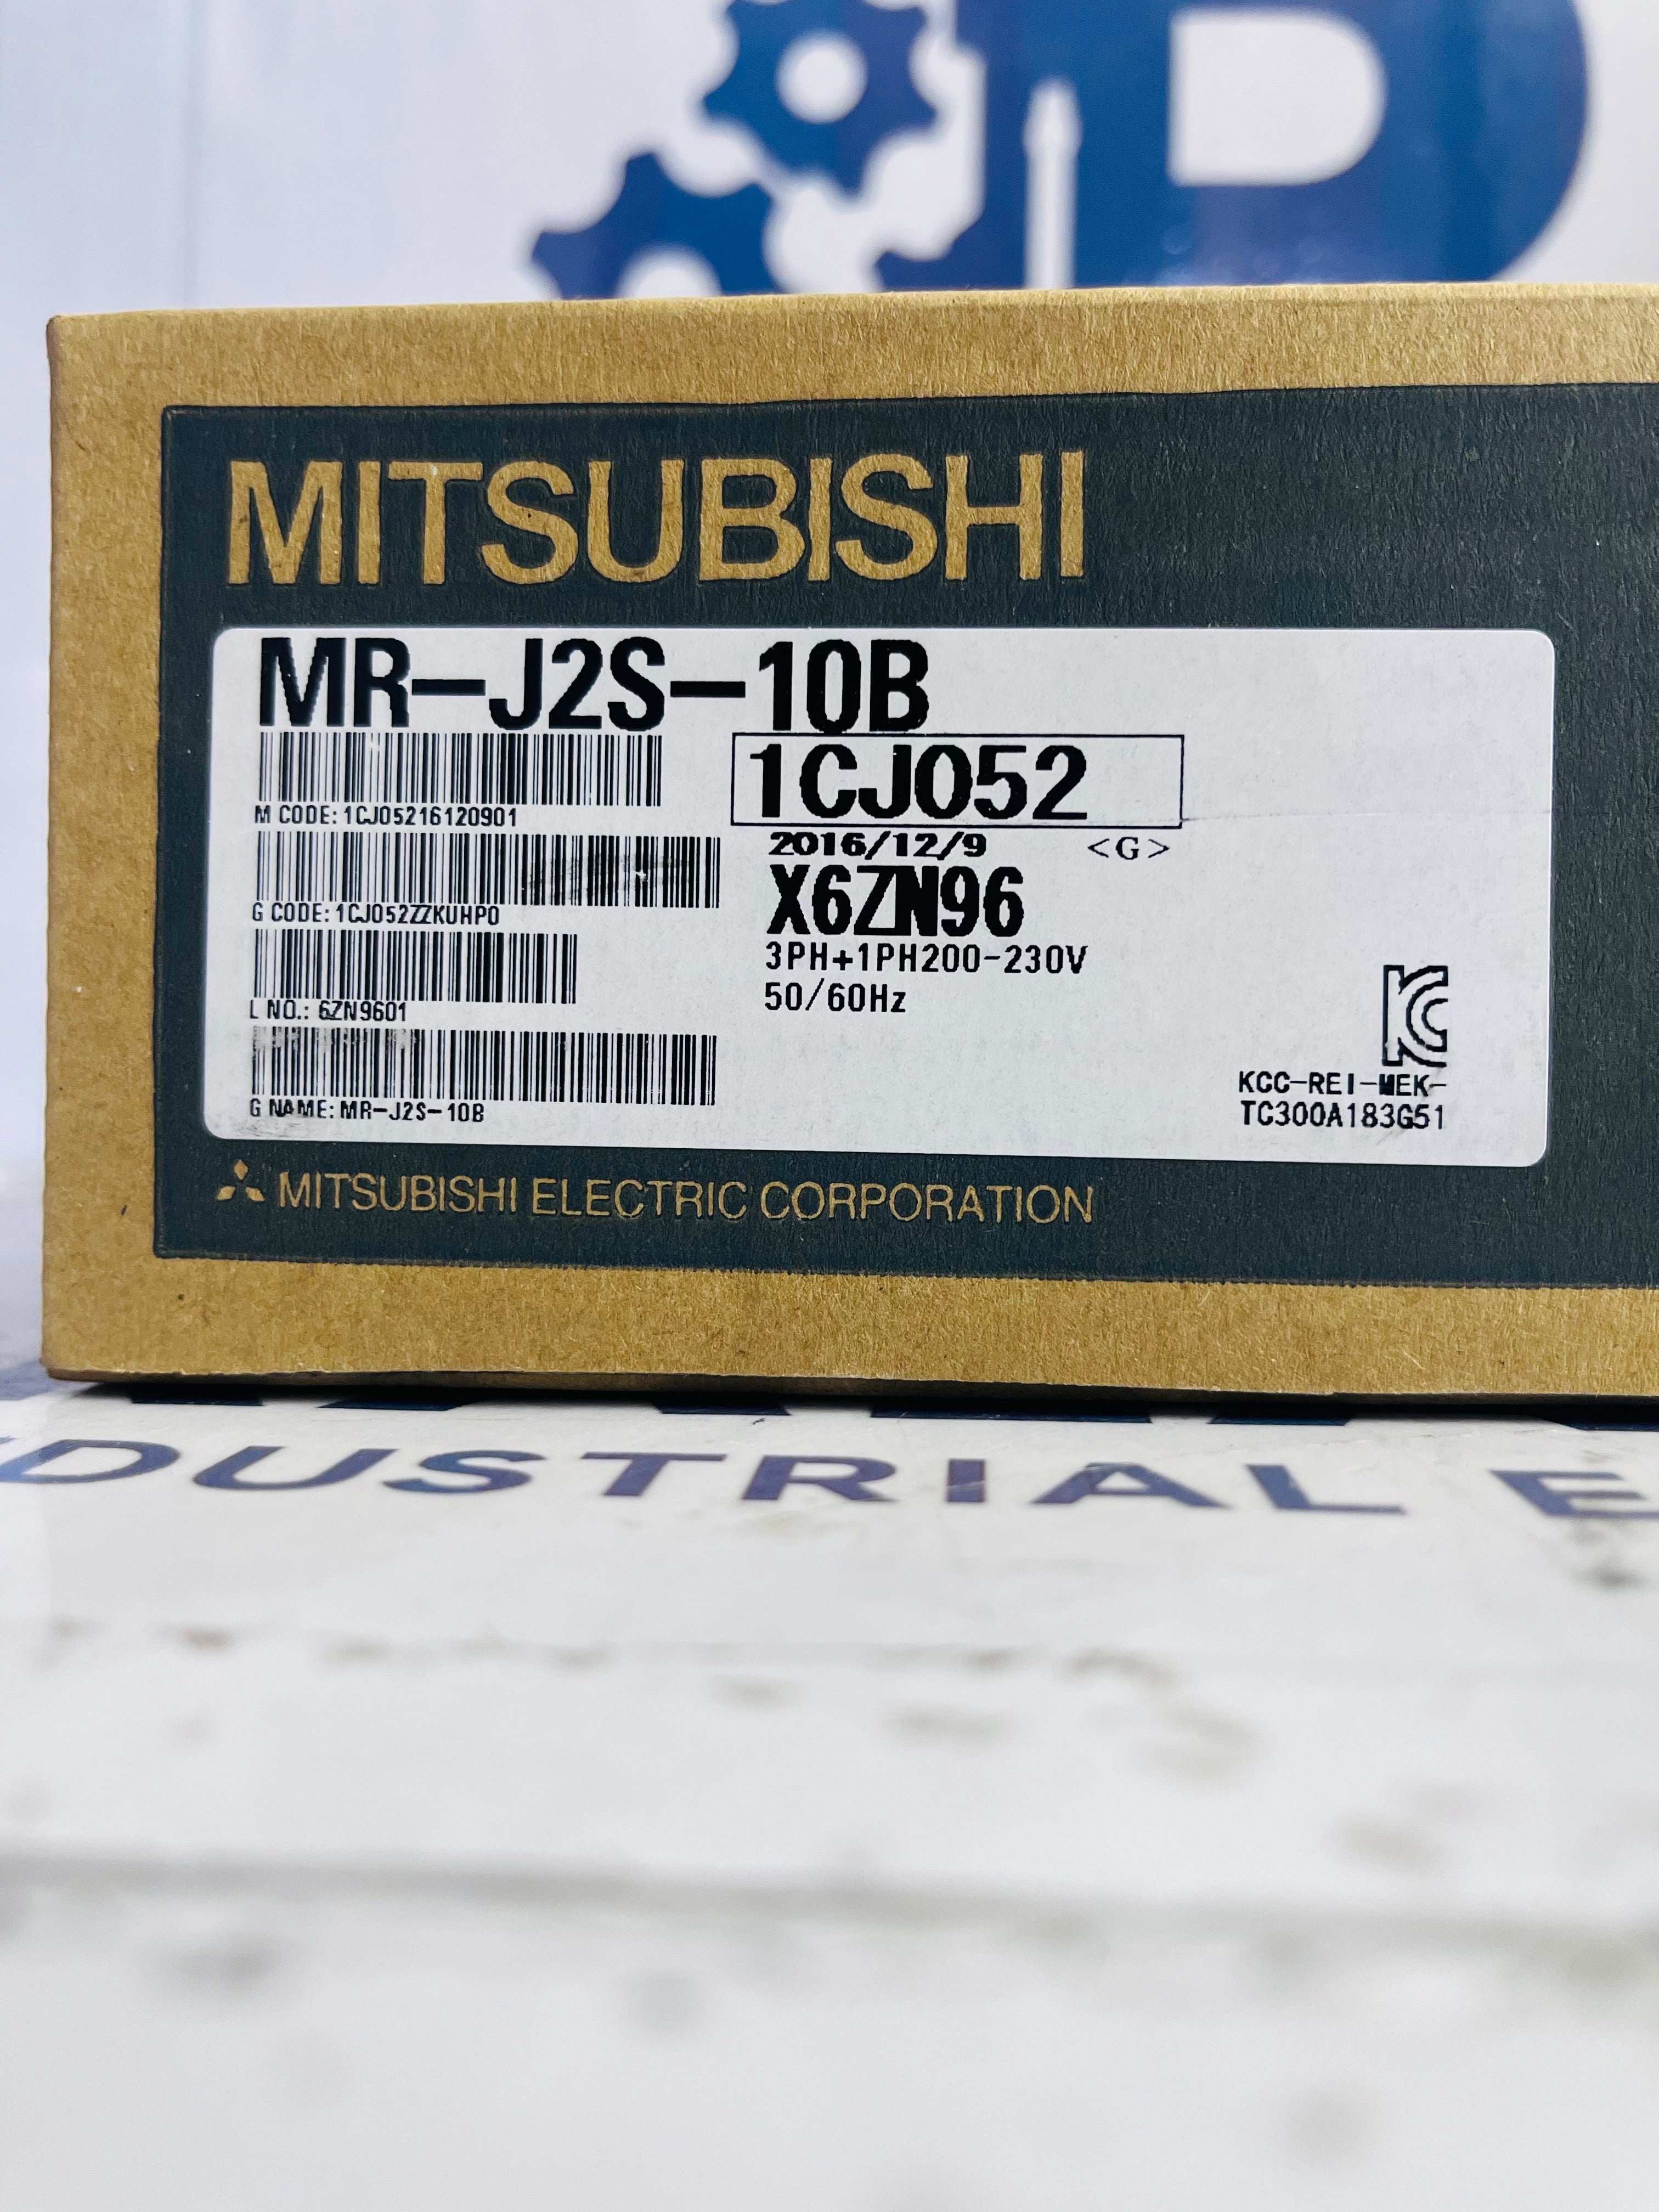 MITSUBISHI
MR-J2S-10B
1CJ052
M CODE: 1CJ05216120901
2016/12/9 <G>
X6ZN96
G CODE: 1CJ052ZZKUHP0
3PH+1PH200-230V
50/60Hz
L NO.: 6ZN9601
G NAME: MR-J2S-10B
KC
KCC-REI-MEK-
TC300A183G51
MITSUBISHI ELECTRIC CORPORATION
DUSTRIAL E